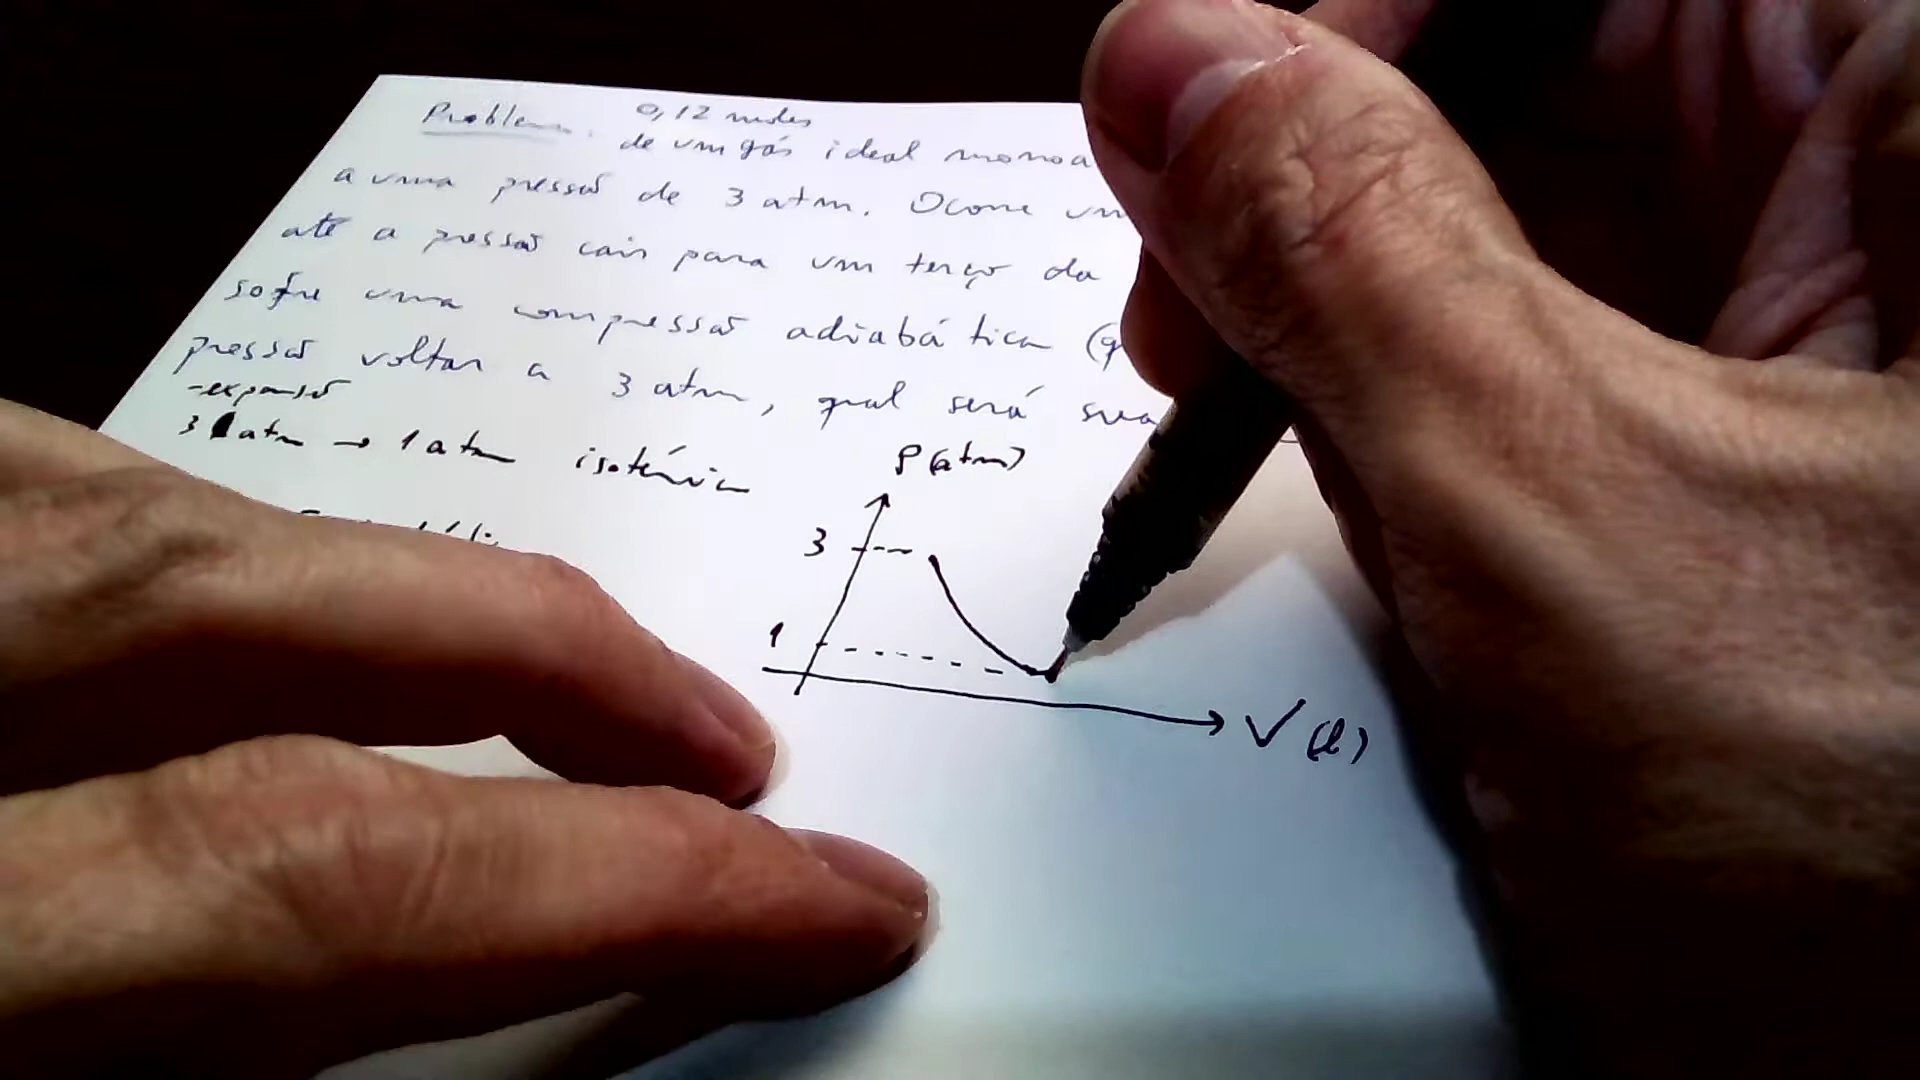 Problema. 0,12 moles
de um gás ideal monoa
a uma pressão de 3 atm. Ocorre um
até a pressão cair para um terço da
sofre uma compressão adiabática (q
pressão voltar a 3 atm, qual será sua
- expansão
3 atm → 1 atm isotérmica
P (atm)
3
1
V (l)